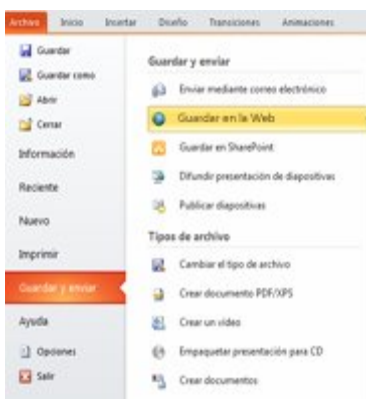 Archivo Inicio Insertar Diseño Transiciones Animaciones
Guardar
Guardar como
Abrir
Cerrar
Información
Reciente
Nuevo
Imprimir
Guardar y enviar
Ayuda
Opciones
Salir
Guardar y enviar
Enviar mediante correo electrónico
Guardar en la Web
Guardar en SharePoint
Difundir presentación de diapositivas
Publicar diapositivas
Tipos de archivo
Cambiar el tipo de archivo
Crear documento PDF/XPS
Crear un vídeo
Empaquetar presentación para CD
Crear documentos